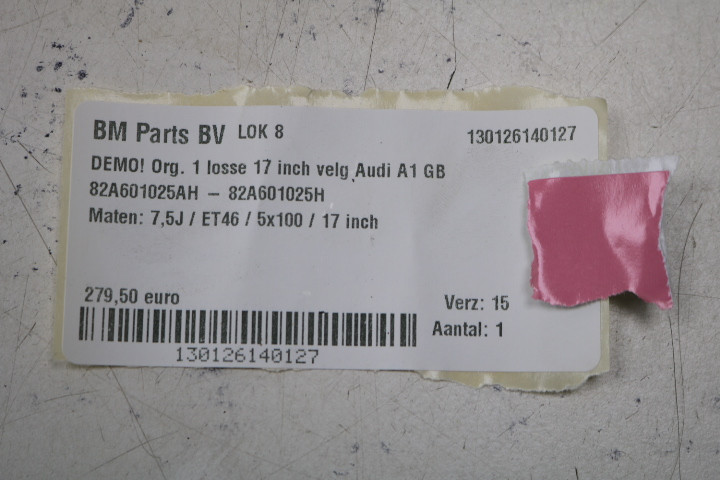 BM Parts BV LOK 8 130126140127
DEMO! Org. 1 losse 17 inch velg Audi A1 GB
82A601025AH – 82A601025H
Maten: 7,5J / ET46 / 5x100 / 17 inch
279,50 euro
Verz: 15
Aantal: 1
130126140127